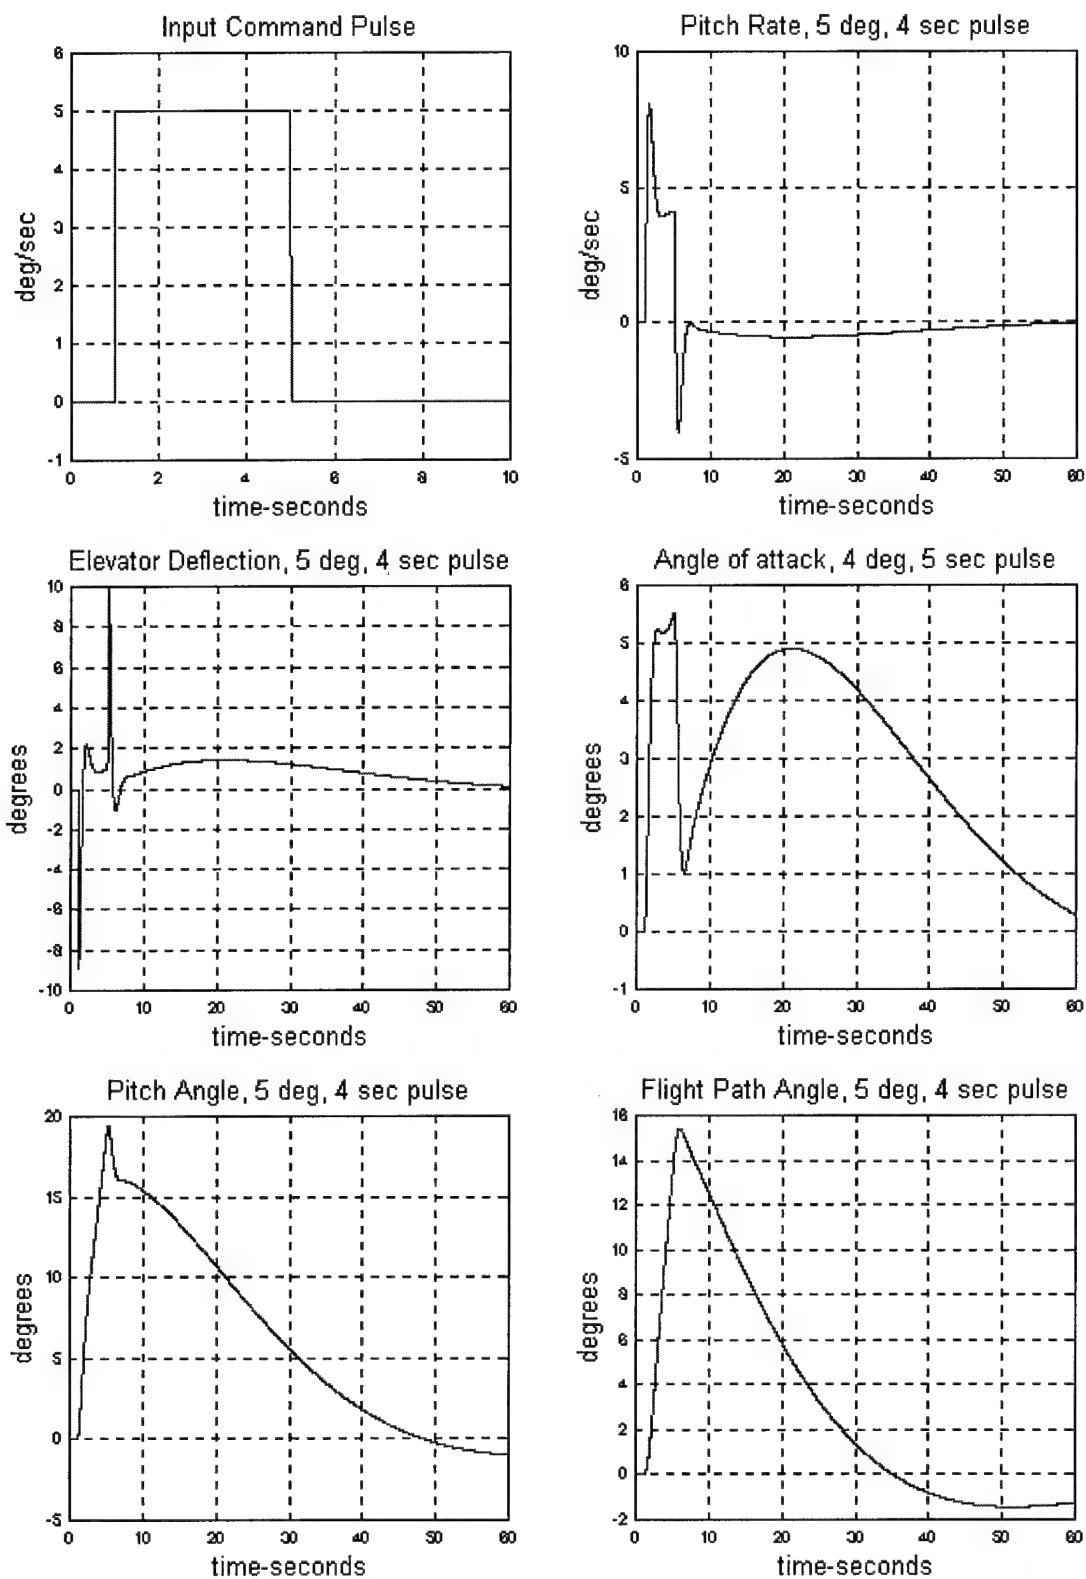 Input Command Pulse
6
5
4
3
2
1
0
-1
deg/sec
0 2 4 6 8 10
time-seconds
Pitch Rate, 5 deg, 4 sec pulse
10
5
0
-5
deg/sec
0 10 20 30 40 50 60
time-seconds
Elevator Deflection, 5 deg, 4 sec pulse
10
8
6
4
2
0
-2
-4
-6
-8
-10
degrees
0 10 20 30 40 50 60
time-seconds
Angle of attack, 4 deg, 5 sec pulse
6
5
4
3
2
1
0
-1
degrees
0 10 20 30 40 50 60
time-seconds
Pitch Angle, 5 deg, 4 sec pulse
20
15
10
5
0
-5
degrees
0 10 20 30 40 50 60
time-seconds
Flight Path Angle, 5 deg, 4 sec pulse
16
14
12
10
8
6
4
2
0
-2
degrees
0 10 20 30 40 50 60
time-seconds